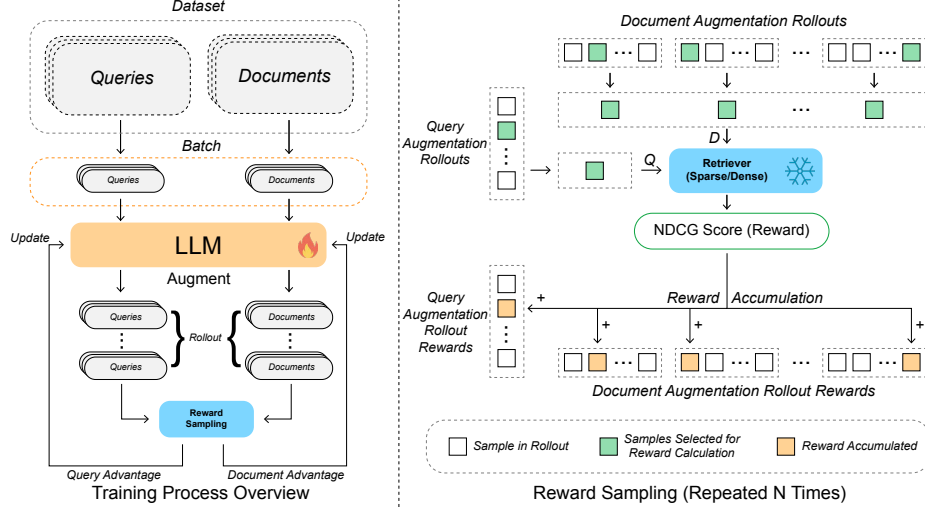 Dataset
Queries
Documents
Batch
Queries
Documents
Update
Update
LLM
Augment
Queries
Documents
Rollout
Queries
Documents
Reward
Sampling
Query Advantage
Document Advantage
Training Process Overview
Document Augmentation Rollouts
Query
Augmentation
Rollouts
D
Q
Retriever
(Sparse/Dense)
NDCG Score (Reward)
Query
Augmentation
Rollout
Rewards
Reward Accumulation
+
+
+
+
Document Augmentation Rollout Rewards
Sample in Rollout
Samples Selected for
Reward Calculation
Reward Accumulated
Reward Sampling (Repeated N Times)